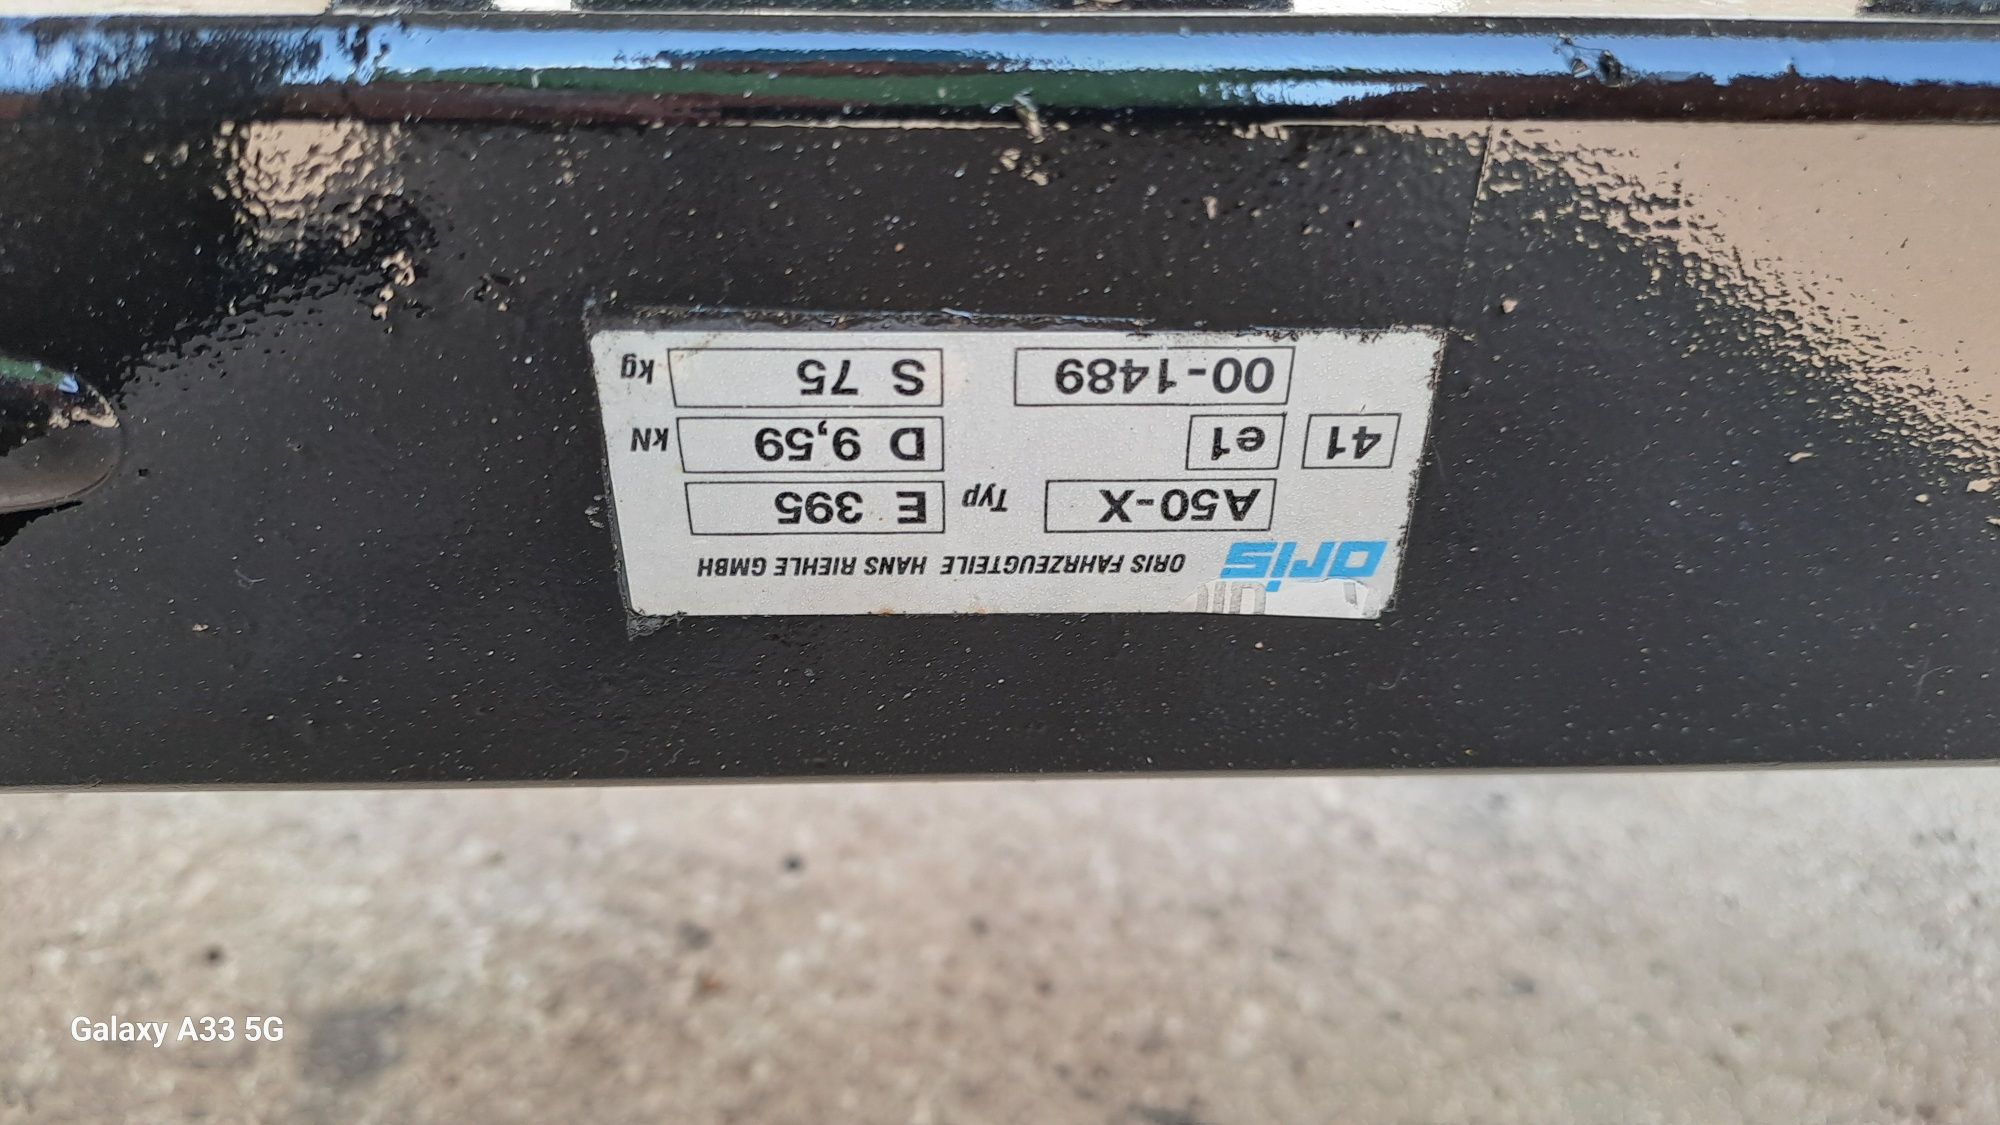 oris ORIS FAHRZEUGTEILE HANS RIEHLE GMBH
A50-X Typ E 395
41 e1 D 9,59 kN
00-1489 S 75 kg
Galaxy A33 5G